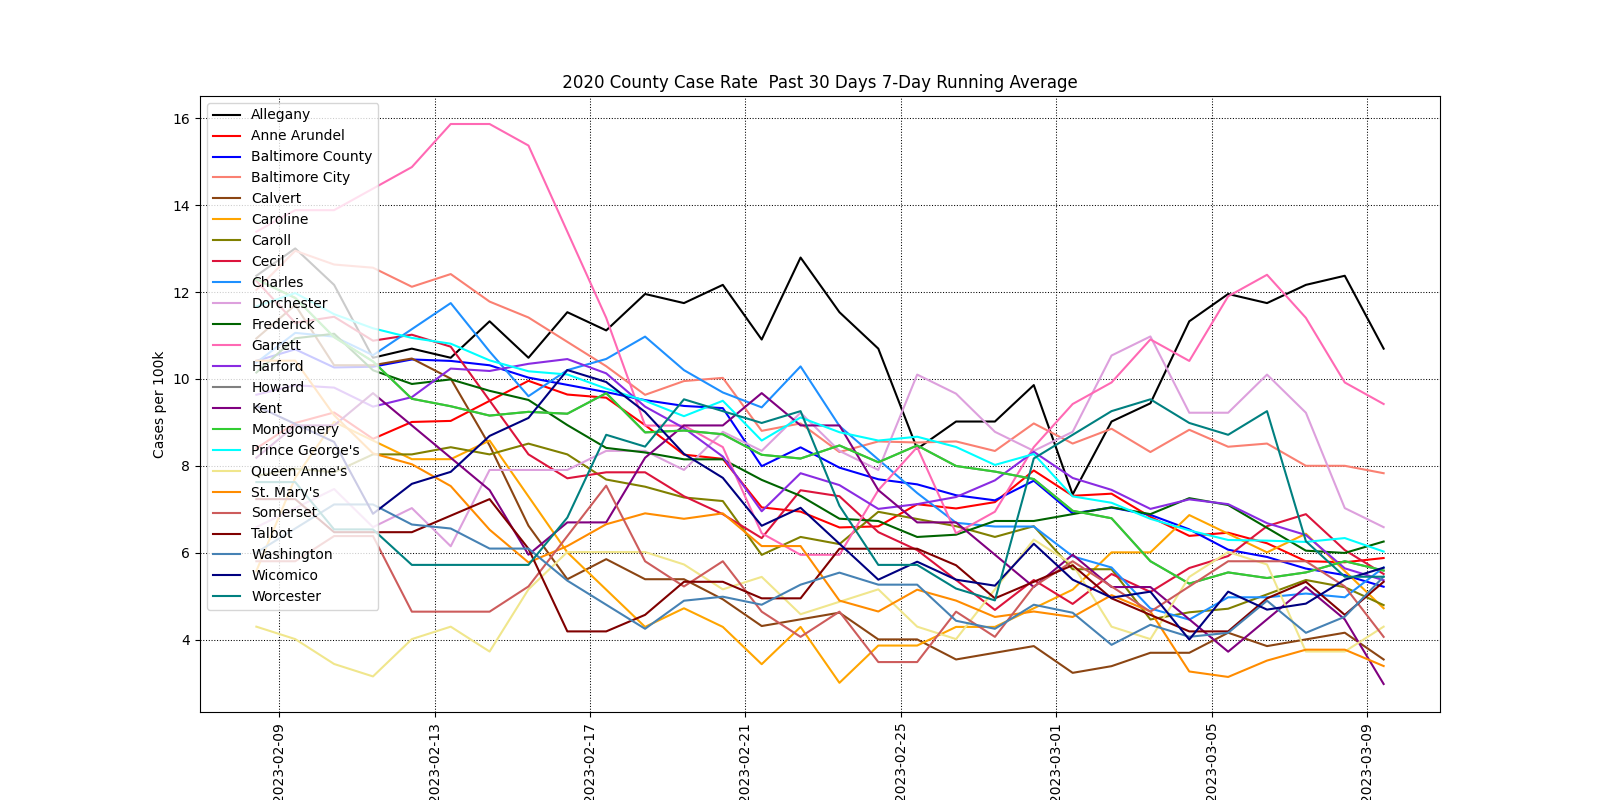 2020 County Case Rate  Past 30 Days 7-Day Running Average
Cases per 100k
16
14
12
10
8
6
4
Allegany
Anne Arundel
Baltimore County
Baltimore City
Calvert
Caroline
Caroll
Cecil
Charles
Dorchester
Frederick
Garrett
Harford
Howard
Kent
Montgomery
Prince George's
Queen Anne's
St. Mary's
Somerset
Talbot
Washington
Wicomico
Worcester
2023-02-09
2023-02-13
2023-02-17
2023-02-21
2023-02-25
2023-03-01
2023-03-05
2023-03-09